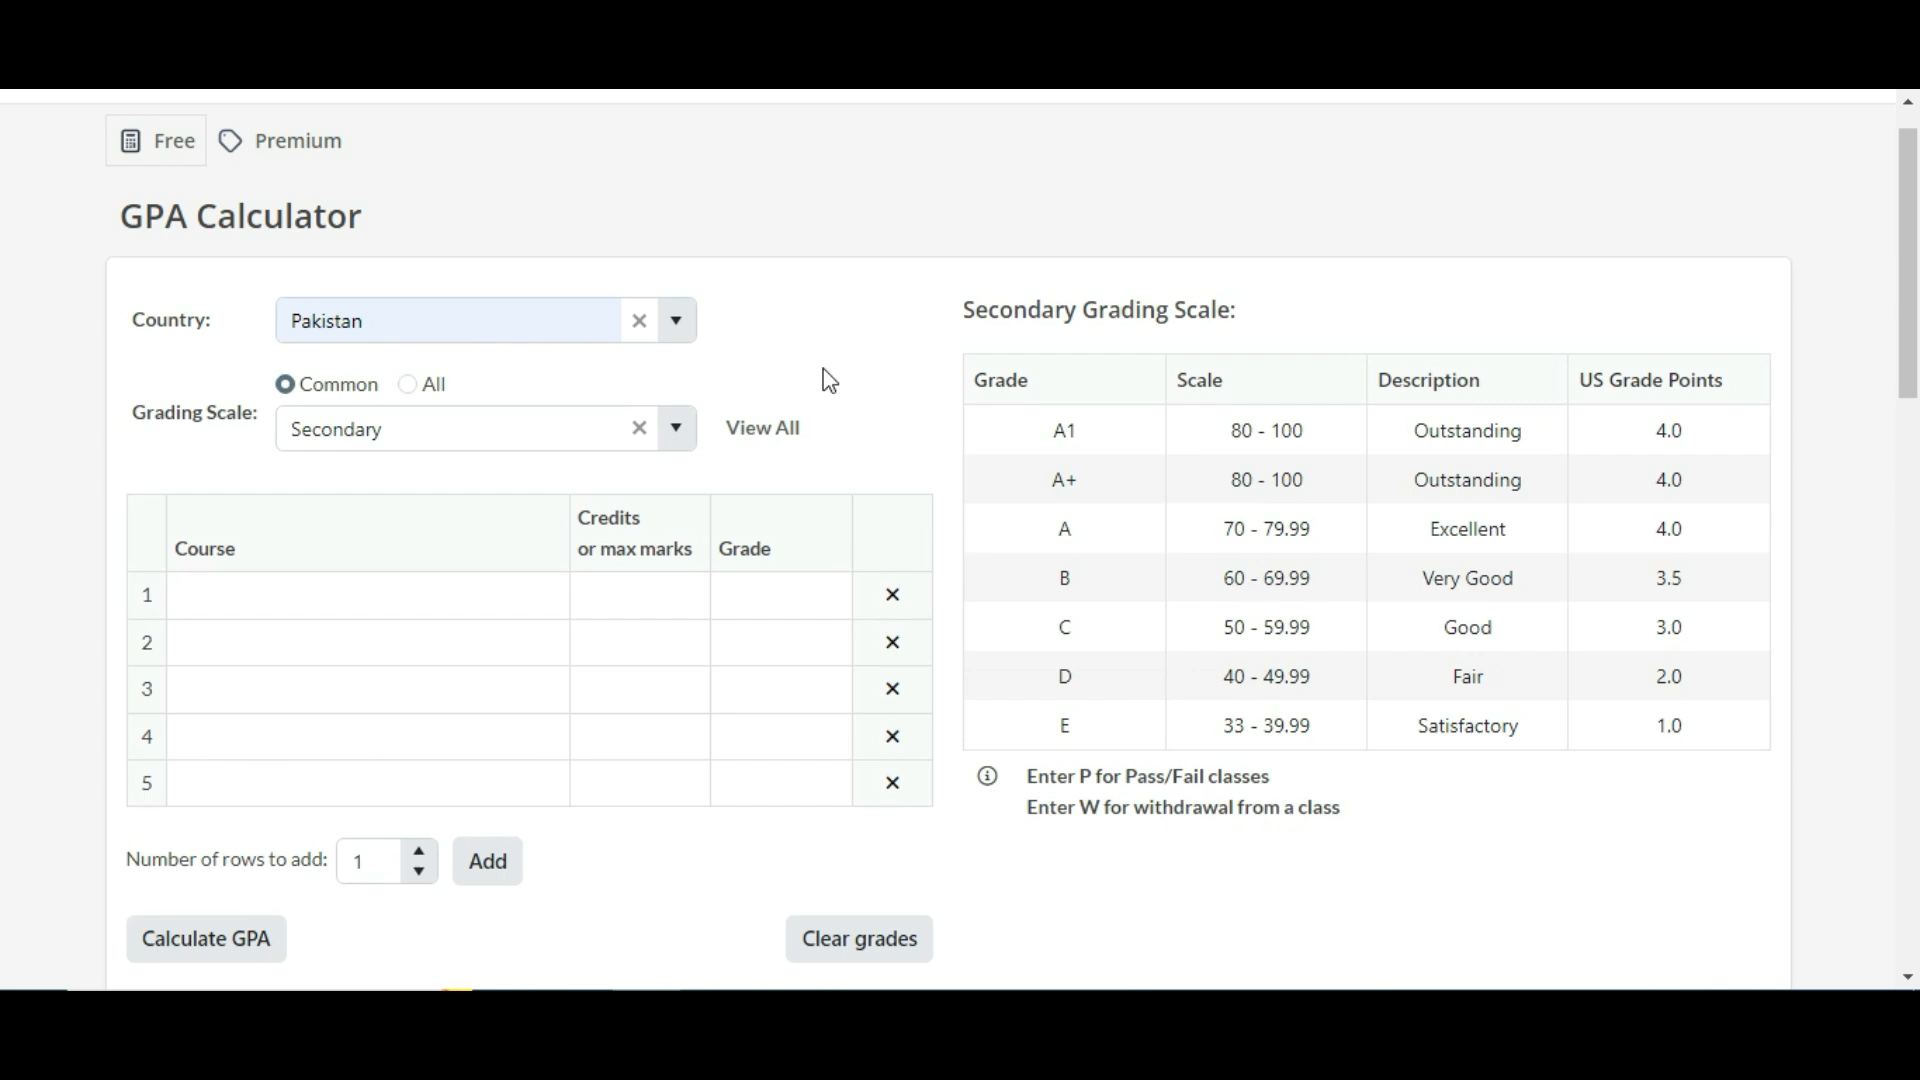 Free Premium
GPA Calculator
Country: Pakistan
Common All
Grading Scale: Secondary View All
Course Credits or max marks Grade
1
2
3
4
5
Number of rows to add: 1 Add
Calculate GPA Clear grades
Secondary Grading Scale:
Grade Scale Description US Grade Points
A1 80 - 100 Outstanding 4.0
A+ 80 - 100 Outstanding 4.0
A 70 - 79.99 Excellent 4.0
B 60 - 69.99 Very Good 3.5
C 50 - 59.99 Good 3.0
D 40 - 49.99 Fair 2.0
E 33 - 39.99 Satisfactory 1.0
Enter P for Pass/Fail classes
Enter W for withdrawal from a class